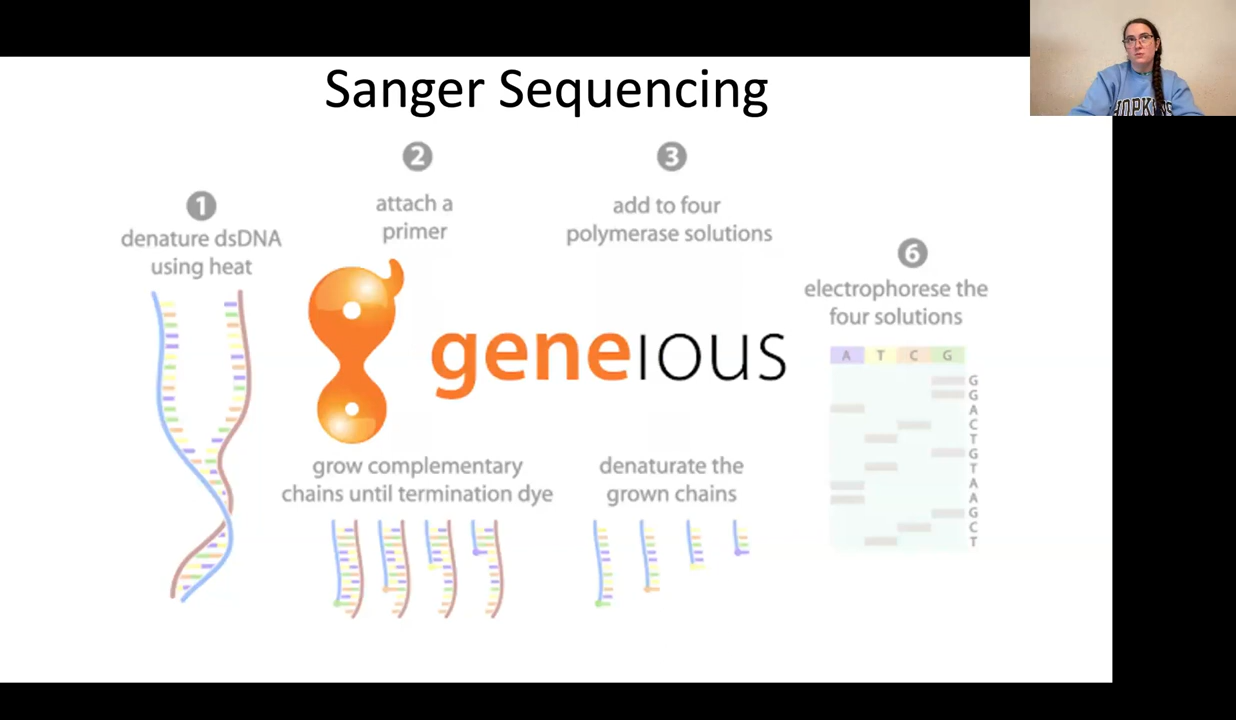 Sanger Sequencing
1
denature dsDNA
using heat
2
attach a
primer
3
add to four
polymerase solutions
geneious
grow complementary
chains until termination dye
denaturate the
grown chains
6
electrophorese the
four solutions
A T C G
G
G
A
C
T
G
T
A
A
G
C
T
HOPKINS